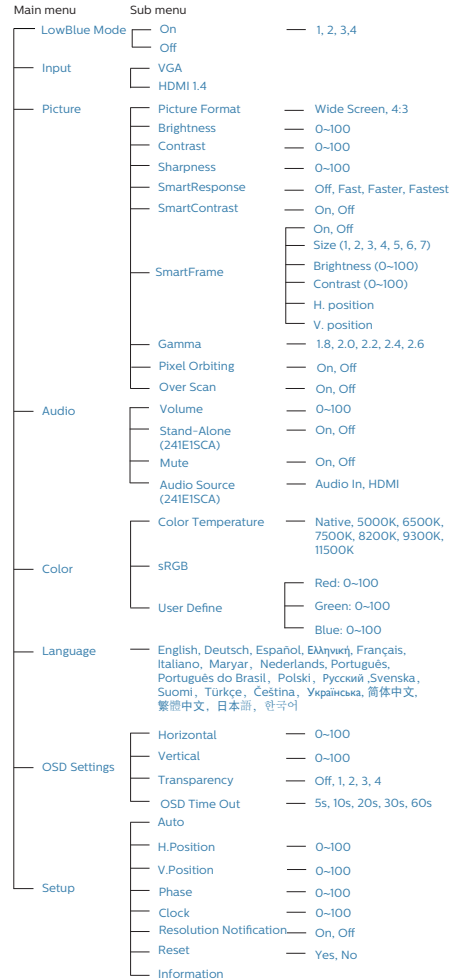 Main menu Sub menu
LowBlue Mode On 1, 2, 3,4
Off
Input VGA
HDMI 1.4
Picture Picture Format Wide Screen, 4:3
Brightness 0~100
Contrast 0~100
Sharpness 0~100
SmartResponse Off, Fast, Faster, Fastest
SmartContrast On, Off
On, Off
Size (1, 2, 3, 4, 5, 6, 7)
Brightness (0~100)
SmartFrame
Contrast (0~100)
H. position
V. position
Gamma 1.8, 2.0, 2.2, 2.4, 2.6
Pixel Orbiting On, Off
Over Scan On, Off
Audio Volume 0~100
Stand-Alone On, Off
(241E1SCA)
Mute On, Off
Audio Source Audio In, HDMI
(241E1SCA)
Color Temperature Native, 5000K, 6500K,
7500K, 8200K, 9300K,
11500K
Color sRGB
Red: 0~100
User Define Green: 0~100
Blue: 0~100
Language English, Deutsch, Español, Ελληνική, Français,
Italiano, Maryar, Nederlands, Português,
Português do Brasil, Polski, Русский ,Svenska,
Suomi, Türkçe, Čeština, Українська, 简体中文,
繁體中文, 日本語, 한국어
Horizontal 0~100
Vertical 0~100
OSD Settings
Transparency Off, 1, 2, 3, 4
OSD Time Out 5s, 10s, 20s, 30s, 60s
Auto
H.Position 0~100
V.Position 0~100
Setup Phase 0~100
Clock 0~100
Resolution Notification On, Off
Reset Yes, No
Information